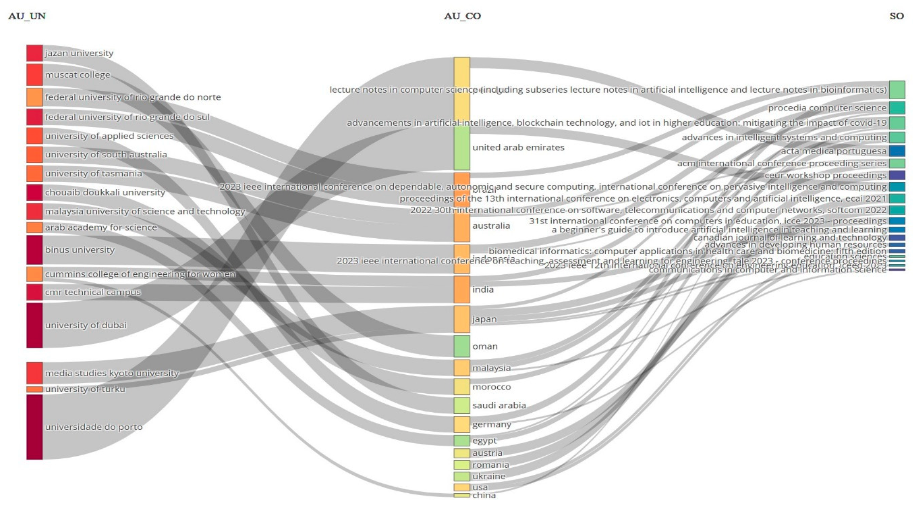 AU_UN
AU_CO
SO
jazan university
muscat college
federal university of rio grande do norte
federal university of rio grande do sul
university of applied sciences
university of south australia
university of tasmania
chouaib doukkali university
malaysia university of science and technology
arab academy for science
binus university
cummins college of engineering for women
cmr technical campus
university of dubai
media studies kyoto university
university of turku
universidade do porto
united arab emirates
australia
india
japan
oman
malaysia
morocco
saudi arabia
germany
egypt
austria
romania
ukraine
usa
china
lecture notes in computer science (including subseries lecture notes in artificial intelligence and lecture notes in bioinformatics)
procedia computer science
advancements in artificial intelligence, blockchain technology, and iot in higher education: mitigating the impact of covid-19
advances in intelligent systems and computing
acta medica portuguesa
acm international conference proceeding series
ceur workshop proceedings
2023 ieee international conference on dependable, autonomic and secure computing, international conference on pervasive intelligence and computing
proceedings of the 13th international conference on electronics, computers and artificial intelligence, ecai 2021
2022 30th international conference on software, telecommunications and computer networks, softcom 2022
31st international conference on computers in education, icce 2023 - proceedings
a beginner's guide to introduce artificial intelligence in teaching and learning
canadian journal of learning and technology
advances in developing human resources
biomedical informatics: computer applications in health care and biomedicine: fifth edition
education sciences
2023 ieee international conference on teaching, assessment and learning for engineering, tale 2023 - conference proceedings
2023 ieee 12th international conference
communications in computer and information science